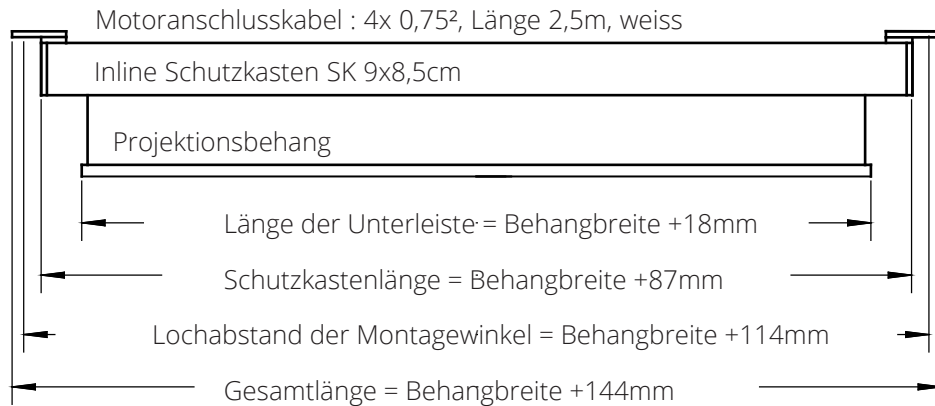 Motoranschlusskabel : 4x 0,75², Länge 2,5m, weiss
Inline Schutzkasten SK 9x8,5cm
Projektionsbehang
Länge der Unterleiste = Behangbreite +18mm
Schutzkastenlänge = Behangbreite +87mm
Lochabstand der Montagewinkel = Behangbreite +114mm
Gesamtlänge = Behangbreite +144mm